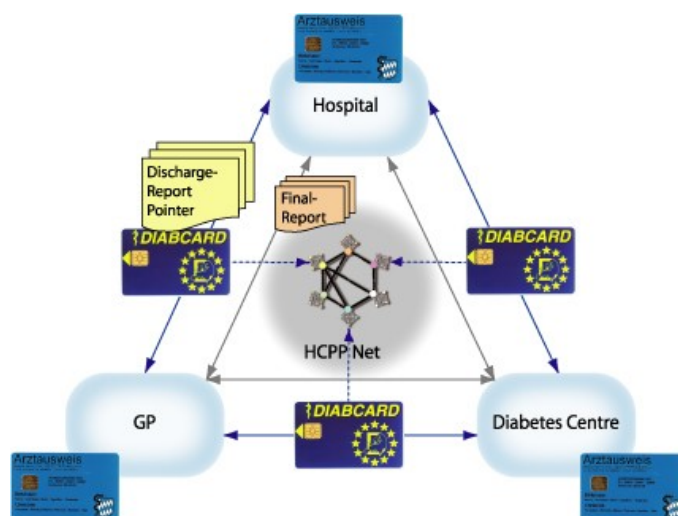 Arztausweis
Hospital
Discharge-
Report
Pointer
Final-
Report
DIABCARD
DIABCARD
HCPP Net
GP
DIABCARD
Diabetes Centre
Arztausweis
Arztausweis